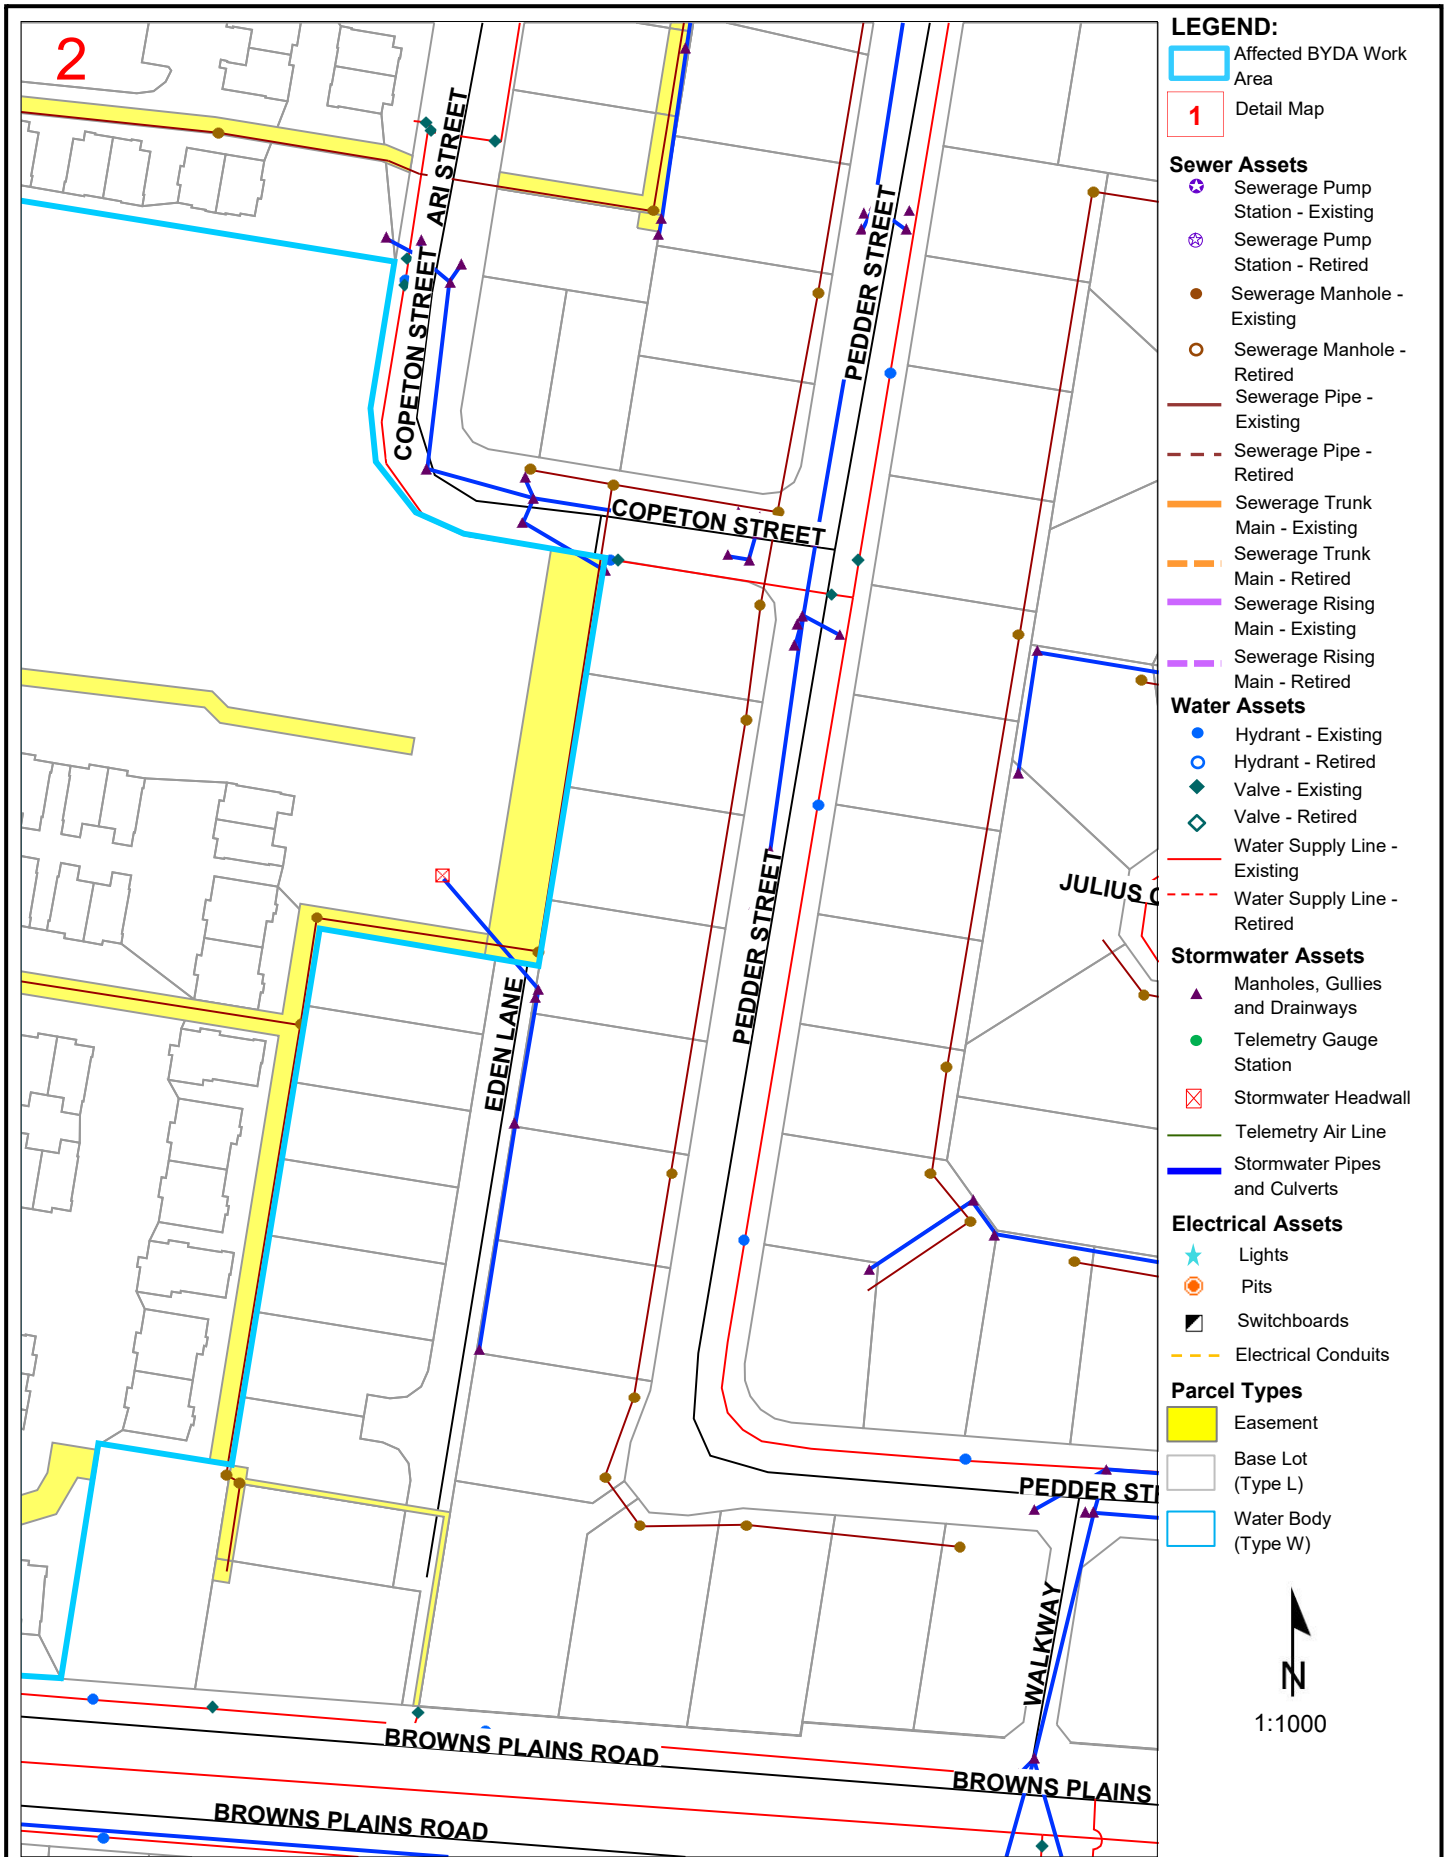 2
ARI STREET
COPETON STREET
PEDDER STREET
COPETON STREET
JULIUS
PEDDER STREET
EDEN LANE
PEDDER
WALKWAY
BROWNS PLAINS ROAD
BROWNS PLAINS
BROWNS PLAINS ROAD
LEGEND:
Affected BYDA Work
Area
1
Detail Map
Sewer Assets
Sewerage Pump
Station - Existing
Sewerage Pump
Station - Retired
Sewerage Manhole -
Existing
Sewerage Manhole -
Retired
Sewerage Pipe -
Existing
Sewerage Pipe -
Retired
Sewerage Trunk
Main - Existing
Sewerage Trunk
Main - Retired
Sewerage Rising
Main - Existing
Sewerage Rising
Main - Retired
Water Assets
Hydrant - Existing
Hydrant - Retired
Valve - Existing
Valve - Retired
Water Supply Line -
Existing
Water Supply Line -
Retired
Stormwater Assets
Manholes, Gullies
and Drainways
Telemetry Gauge
Station
Stormwater Headwall
Telemetry Air Line
Stormwater Pipes
and Culverts
Electrical Assets
Lights
Pits
Switchboards
Electrical Conduits
Parcel Types
Easement
Base Lot
(Type L)
Water Body
(Type W)
N
1:1000